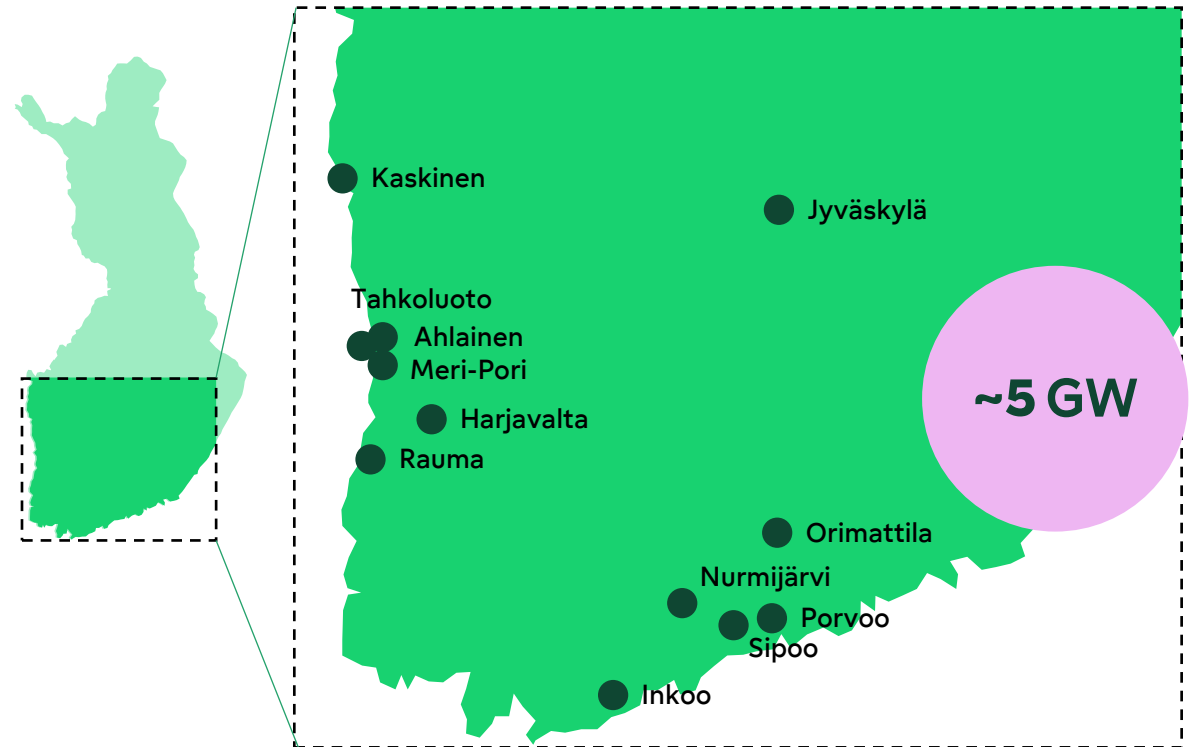 Kaskinen
Jyväskylä
Tahkoluoto
Ahlainen
Meri-Pori
~5 GW
Harjavalta
Rauma
Orimattila
Nurmijärvi
Porvoo
Sipoo
Inkoo